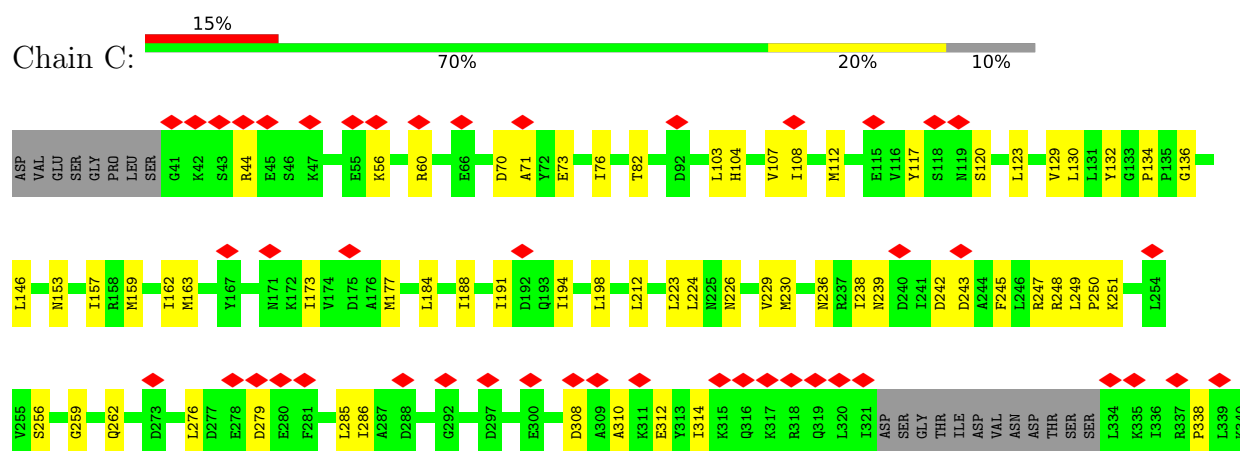 15%
Chain C:
70% 20% 10%
ASP VAL GLU SER GLY PRO LEU SER G41 K42 S43 R44 E45 S46 K47 E55 K56 R60 E66 D70 A71 Y72 E73 I76 T82 D92 L103 H104 V107 I108 M112 E115 V116 Y117 S118 N119 S120 L123 V129 L130 L131 Y132 G133 P134 P135 G136
L146 N153 I157 R158 M159 I162 M163 Y167 N171 K172 I173 V174 D175 A176 M177 L184 I188 I191 D192 Q193 I194 L198 L212 L223 L224 N225 N226 V229 M230 N236 R237 I238 N239 D240 I241 D242 D243 A244 F245 L246 R247 R248 L249 P250 K251 L254
V255 S256 G259 Q262 D273 L276 D277 E278 D279 E280 F281 L285 I286 A287 D288 G292 D297 E300 D308 A309 A310 K311 E312 Y313 I314 K315 Q316 K317 R318 Q319 L320 I321 ASP SER GLY THR ILE ASP VAL ASN ASP THR SER SER L334 K335 I336 R337 P338 L339